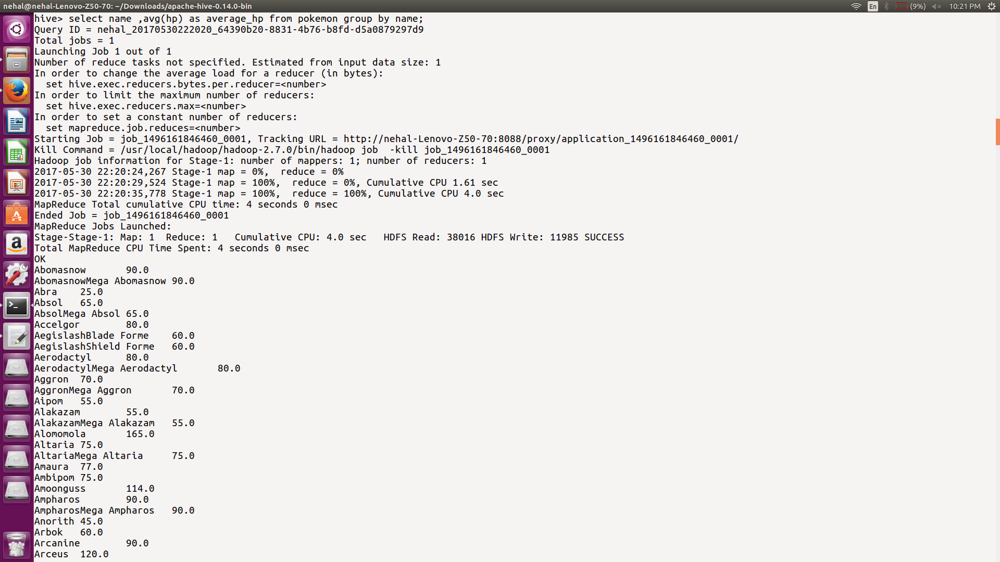 nehal@nehal-Lenovo-Z50-70: ~/Downloads/apache-hive-0.14.0-bin
En (9%) 10:21 PM
hive> select name ,avg(hp) as average_hp from pokemon group by name;
Query ID = nehal_20170530222020_64390b20-8831-4b76-b8fd-d5a0879297d9
Total jobs = 1
Launching Job 1 out of 1
Number of reduce tasks not specified. Estimated from input data size: 1
In order to change the average load for a reducer (in bytes):
  set hive.exec.reducers.bytes.per.reducer=<number>
In order to limit the maximum number of reducers:
  set hive.exec.reducers.max=<number>
In order to set a constant number of reducers:
  set mapreduce.job.reduces=<number>
Starting Job = job_1496161846460_0001, Tracking URL = http://nehal-Lenovo-Z50-70:8088/proxy/application_1496161846460_0001/
Kill Command = /usr/local/hadoop/hadoop-2.7.0/bin/hadoop job  -kill job_1496161846460_0001
Hadoop job information for Stage-1: number of mappers: 1; number of reducers: 1
2017-05-30 22:20:24,267 Stage-1 map = 0%,  reduce = 0%
2017-05-30 22:20:29,524 Stage-1 map = 100%,  reduce = 0%, Cumulative CPU 1.61 sec
2017-05-30 22:20:35,778 Stage-1 map = 100%,  reduce = 100%, Cumulative CPU 4.0 sec
MapReduce Total cumulative CPU time: 4 seconds 0 msec
Ended Job = job_1496161846460_0001
MapReduce Jobs Launched:
Stage-Stage-1: Map: 1  Reduce: 1   Cumulative CPU: 4.0 sec   HDFS Read: 38016 HDFS Write: 11985 SUCCESS
Total MapReduce CPU Time Spent: 4 seconds 0 msec
OK
Abomasnow       90.0
AbomasnowMega Abomasnow 90.0
Abra    25.0
Absol   65.0
AbsolMega Absol 65.0
Accelgor        80.0
AegislashBlade Forme    60.0
AegislashShield Forme   60.0
Aerodactyl      80.0
AerodactylMega Aerodactyl       80.0
Aggron  70.0
AggronMega Aggron       70.0
Aipom   55.0
Alakazam        55.0
AlakazamMega Alakazam   55.0
Alomomola       165.0
Altaria 75.0
AltariaMega Altaria     75.0
Amaura  77.0
Ambipom 75.0
Amoonguss       114.0
Ampharos        90.0
AmpharosMega Ampharos   90.0
Anorith 45.0
Arbok   60.0
Arcanine        90.0
Arceus  120.0